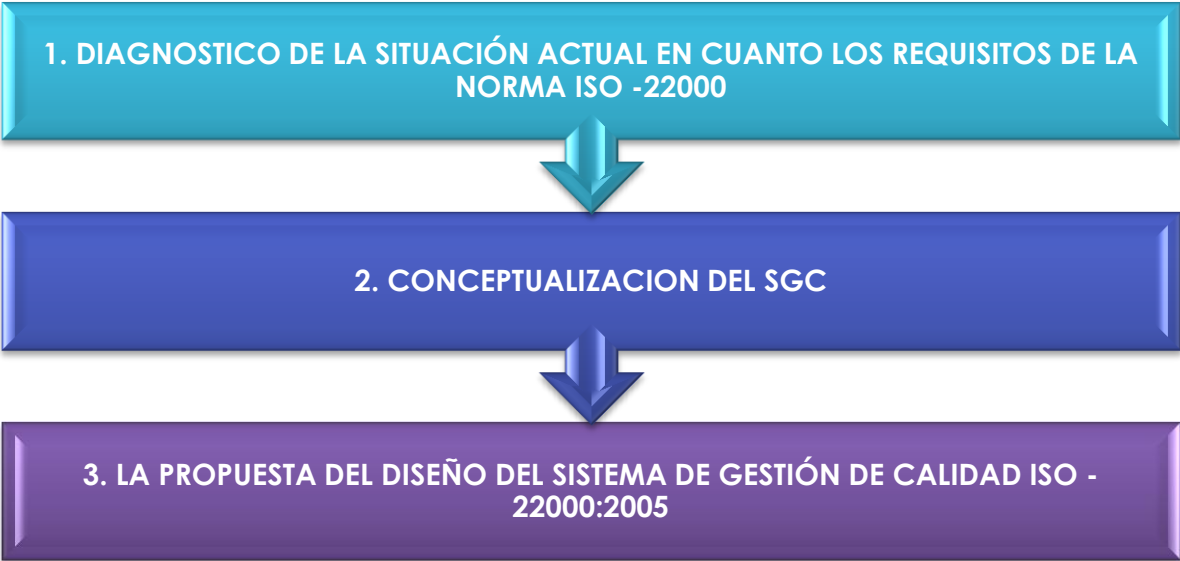 1. DIAGNOSTICO DE LA SITUACIÓN ACTUAL EN CUANTO LOS REQUISITOS DE LA
NORMA ISO -22000
2. CONCEPTUALIZACION DEL SGC
3. LA PROPUESTA DEL DISEÑO DEL SISTEMA DE GESTIÓN DE CALIDAD ISO -
22000:2005